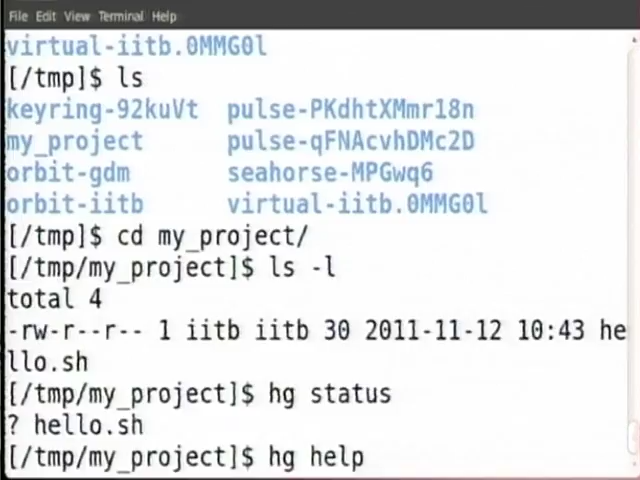 File Edit View Terminal Help
virtual-iitb.0MMG0l
[/tmp]$ ls
keyring-92kuVt pulse-PKdhtXMmr18n
my_project pulse-qFNAcvhDMc2D
orbit-gdm seahorse-MPGwq6
orbit-iitb virtual-iitb.0MMG0l
[/tmp]$ cd my_project/
[/tmp/my_project]$ ls -l
total 4
-rw-r--r-- 1 iitb iitb 30 2011-11-12 10:43 he
llo.sh
[/tmp/my_project]$ hg status
? hello.sh
[/tmp/my_project]$ hg help